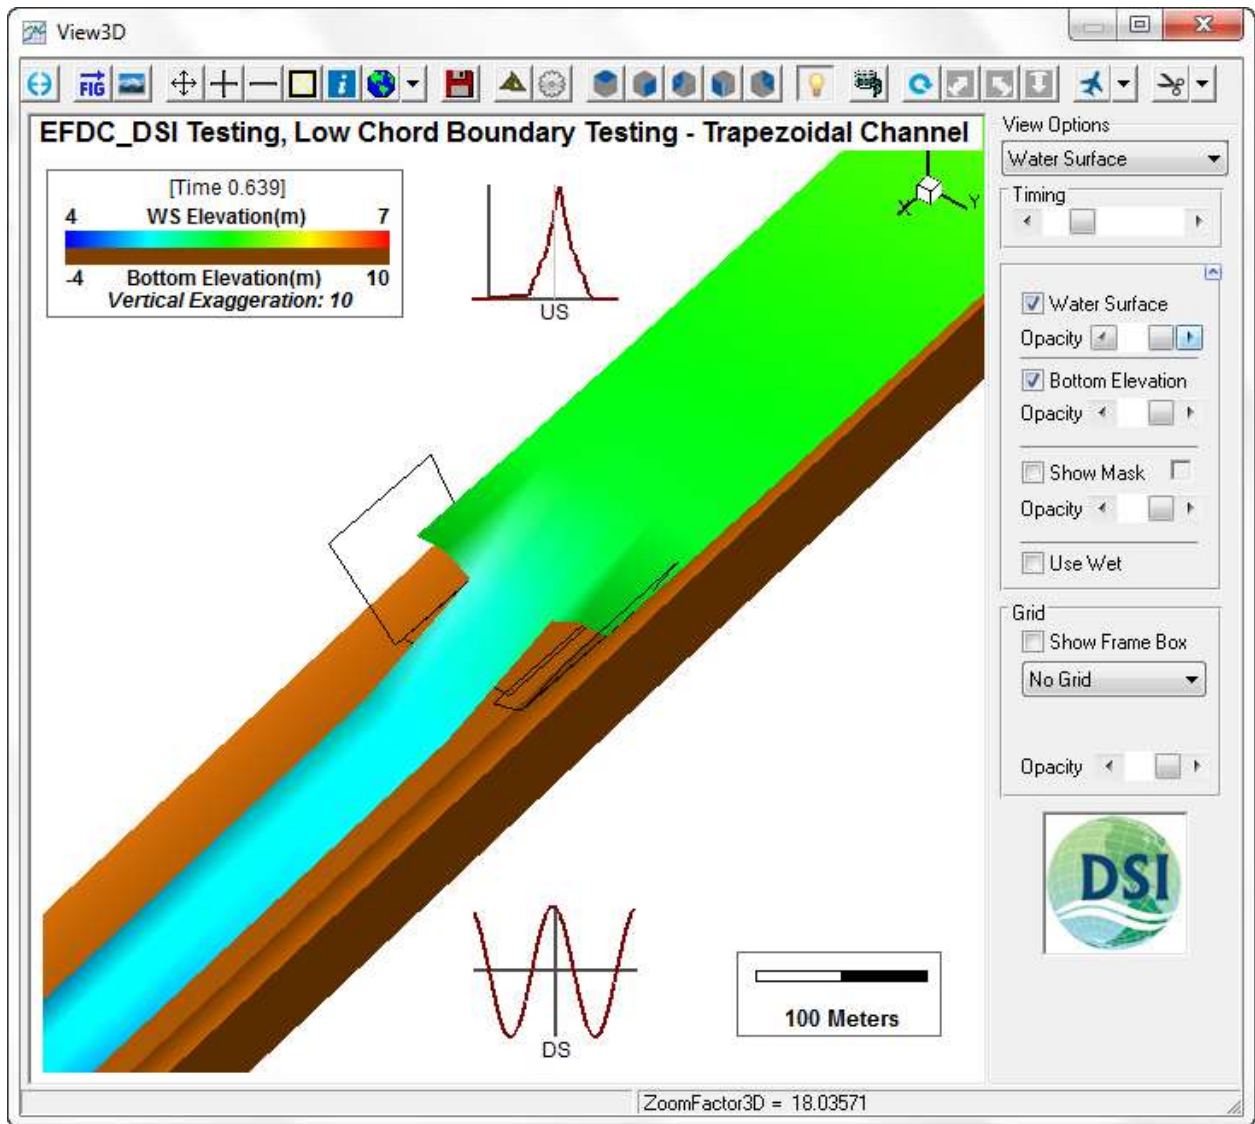 View3D
FIG
EFDC_DSI Testing, Low Chord Boundary Testing - Trapezoidal Channel
[Time 0.639]
4 WS Elevation(m) 7
-4 Bottom Elevation(m) 10
Vertical Exaggeration: 10
US
X Y
DS
100 Meters
View Options
Water Surface
Timing
Water Surface
Opacity
Bottom Elevation
Opacity
Show Mask
Opacity
Use Wet
Grid
Show Frame Box
No Grid
Opacity
DSI
ZoomFactor3D = 18.03571